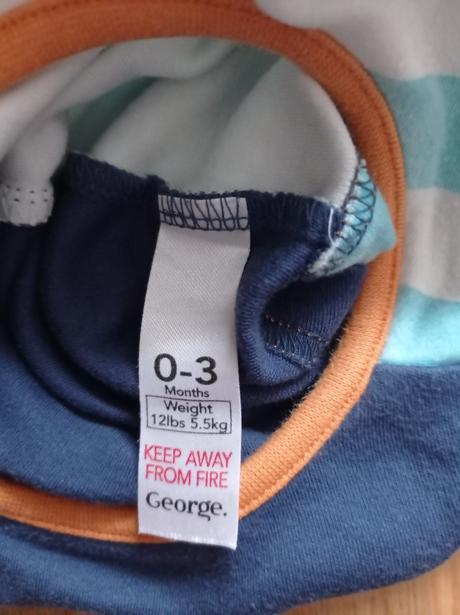 0-3
Months
Weight
12lbs 5.5kg
KEEP AWAY
FROM FIRE
George.